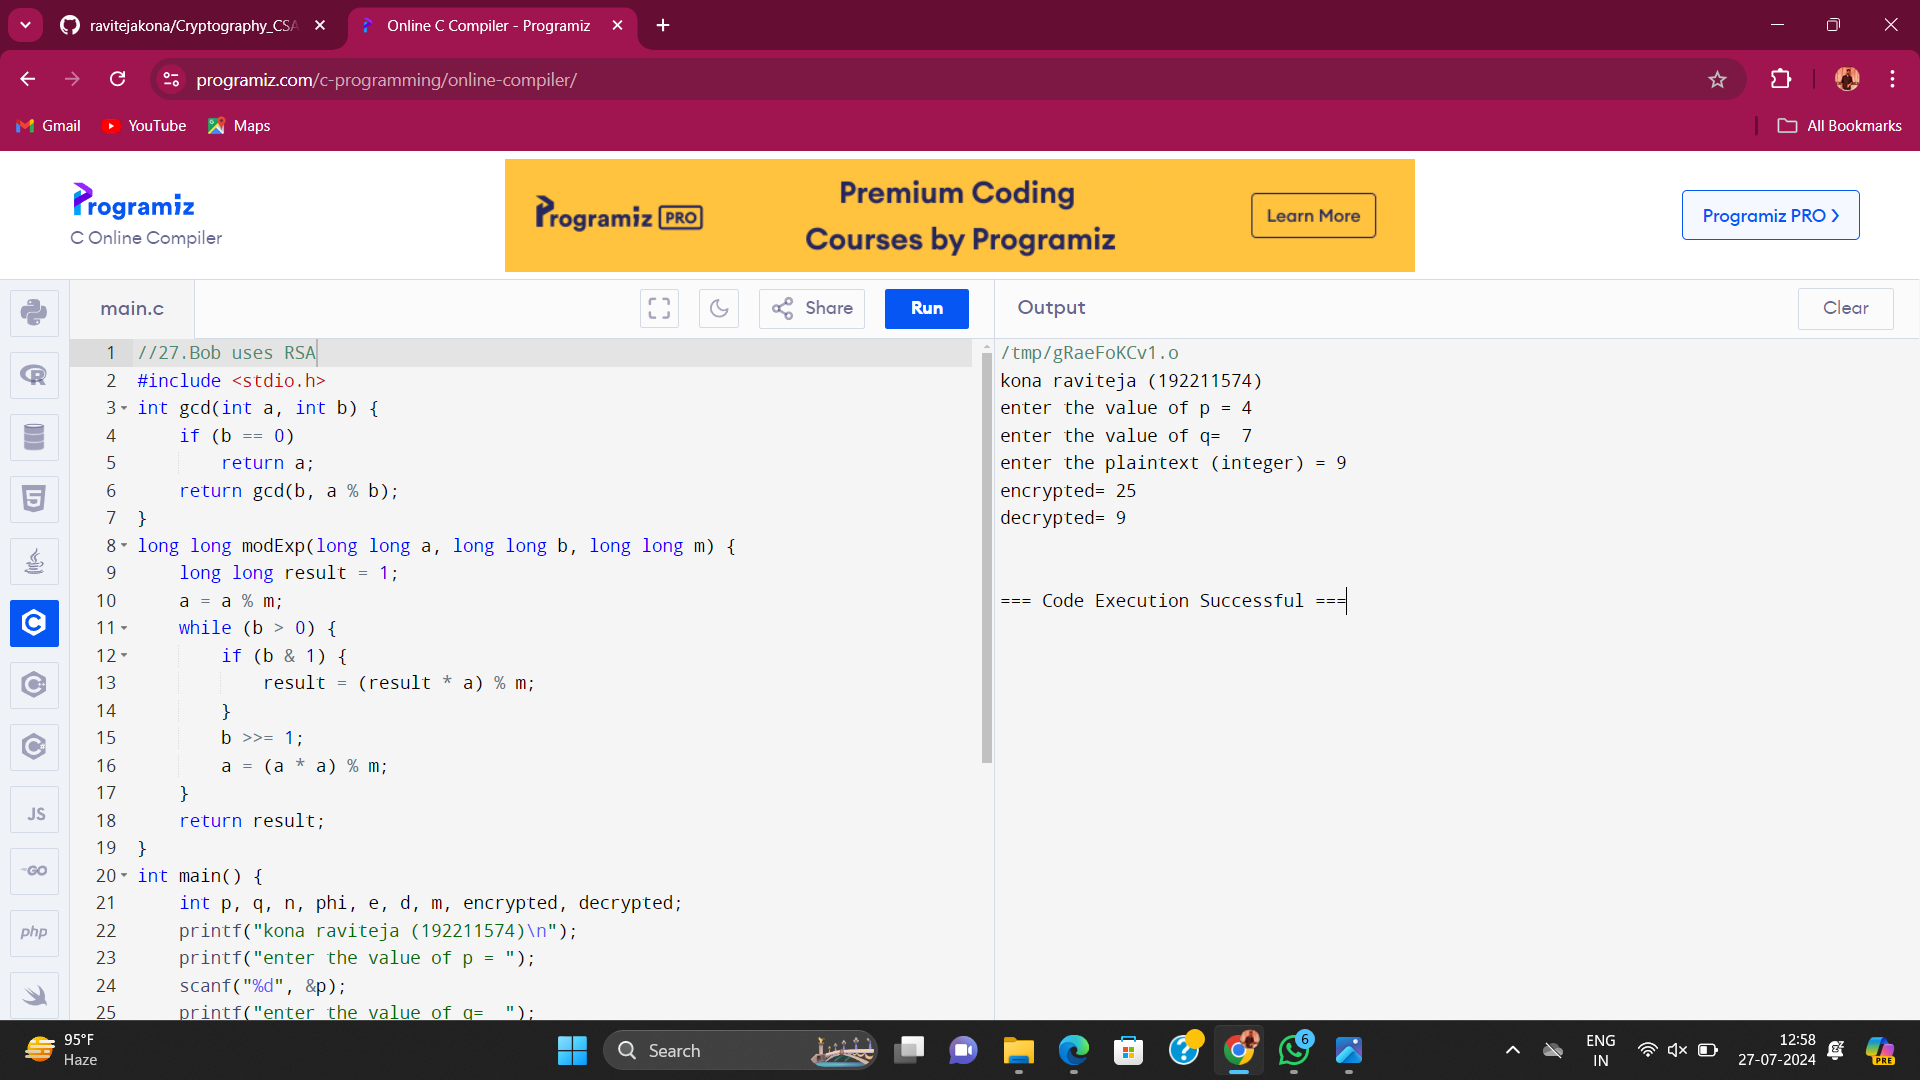 ravitejakona/Cryptography_CSA
Online C Compiler - Programiz
programiz.com/c-programming/online-compiler/
Gmail
YouTube
Maps
All Bookmarks
Programiz
C Online Compiler
Programiz PRO
Premium Coding
Courses by Programiz
Learn More
Programiz PRO
main.c
Share
Run
Output
Clear
1 //27.Bob uses RSA
2 #include <stdio.h>
3 int gcd(int a, int b) {
4     if (b == 0)
5         return a;
6     return gcd(b, a % b);
7 }
8 long long modExp(long long a, long long b, long long m) {
9     long long result = 1;
10     a = a % m;
11     while (b > 0) {
12         if (b & 1) {
13             result = (result * a) % m;
14         }
15         b >>= 1;
16         a = (a * a) % m;
17     }
18     return result;
19 }
20 int main() {
21     int p, q, n, phi, e, d, m, encrypted, decrypted;
22     printf("kona raviteja (192211574)\n");
23     printf("enter the value of p = ");
24     scanf("%d", &p);
25     printf("enter the value of q=  ");
/tmp/gRaeFoKCv1.o
kona raviteja (192211574)
enter the value of p = 4
enter the value of q=  7
enter the plaintext (integer) = 9
encrypted= 25
decrypted= 9
=== Code Execution Successful ===
JS
GO
php
95°F
Haze
Search
6
ENG
IN
12:58
27-07-2024
PRE